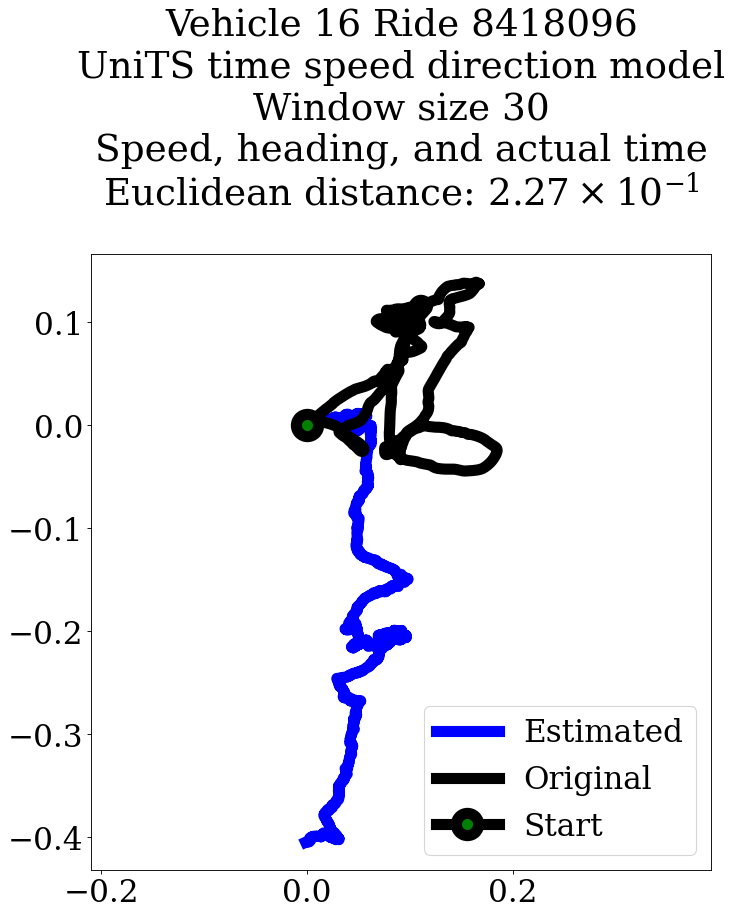 Vehicle 16 Ride 8418096
UniTS time speed direction model
Window size 30
Speed, heading, and actual time
Euclidean distance: 2.27 × 10⁻¹
0.1
0.0
−0.1
−0.2
−0.3
−0.4
Estimated
Original
Start
−0.2 0.0 0.2